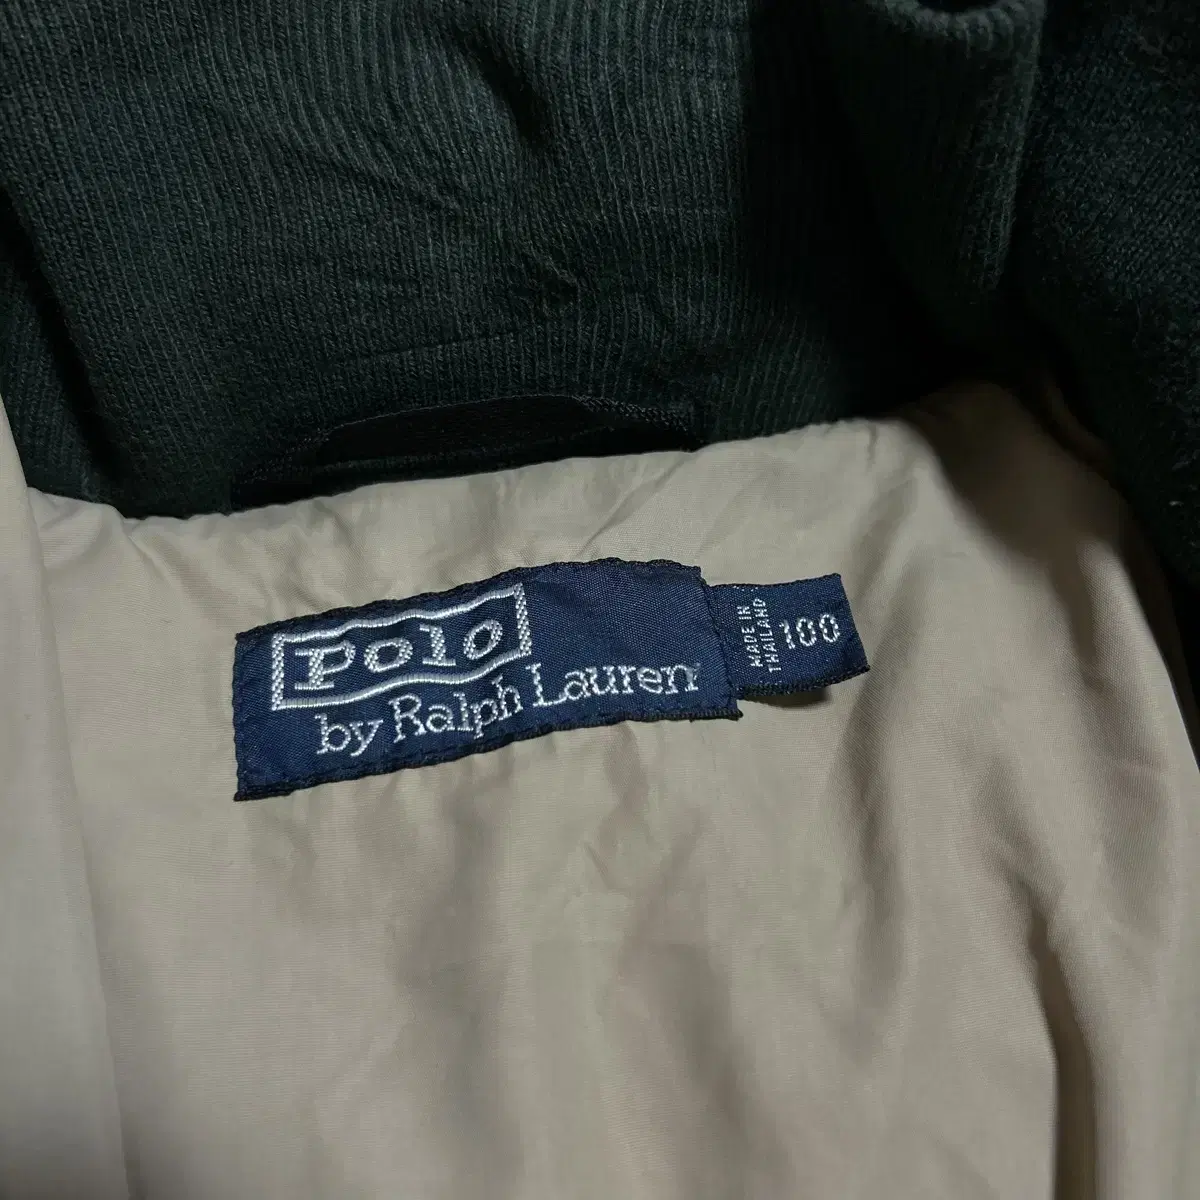 Polo
by Ralph Lauren
MADE IN
THAILAND
100